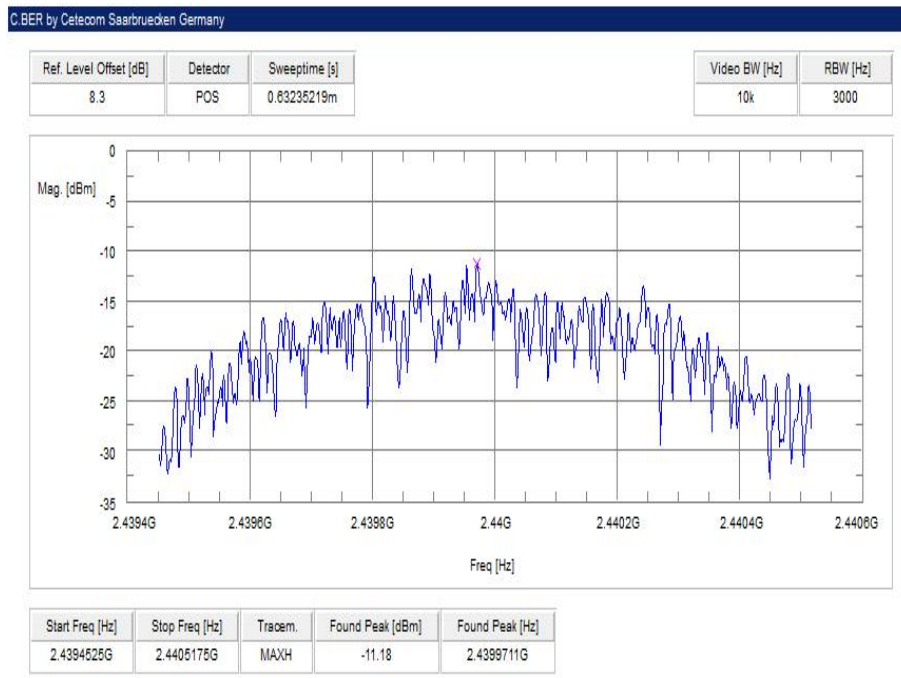 C.BER by Cetecom Saarbruecken Germany
Ref. Level Offset [dB] Detector Sweeptime [s] Video BW [Hz] RBW [Hz]
8.3 POS 0.63235219m 10k 3000
0
Mag. [dBm]
-5
-10
-15
-20
-25
-30
-35
2.4394G 2.4396G 2.4398G 2.44G 2.4402G 2.4404G 2.4406G
Freq [Hz]
Start Freq [Hz] Stop Freq [Hz] Tracem. Found Peak [dBm] Found Peak [Hz]
2.4394525G 2.4405175G MAXH -11.18 2.4399711G